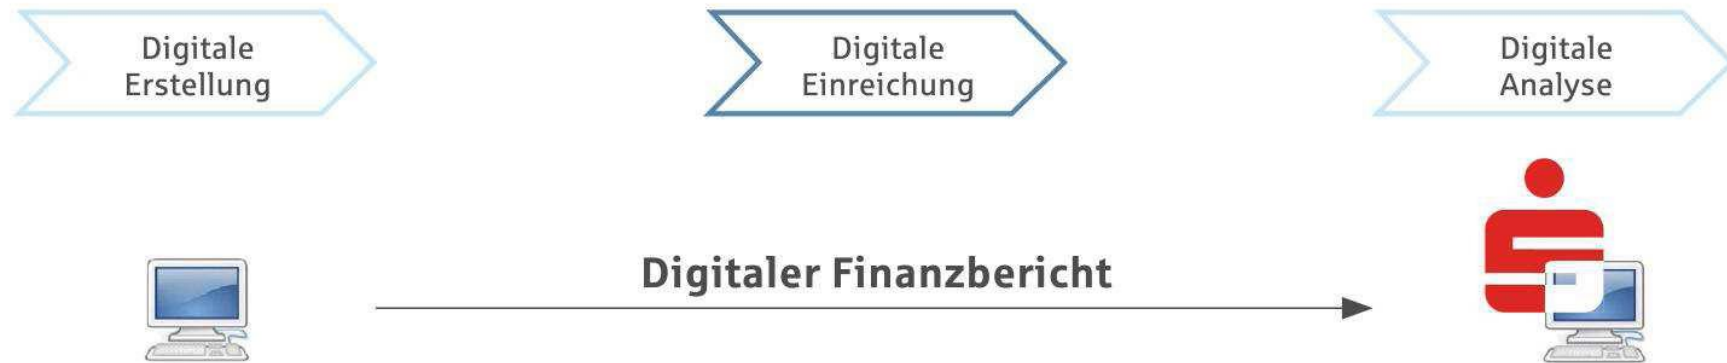 Digitale
Erstellung
Digitale
Einreichung
Digitale
Analyse
Digitaler Finanzbericht